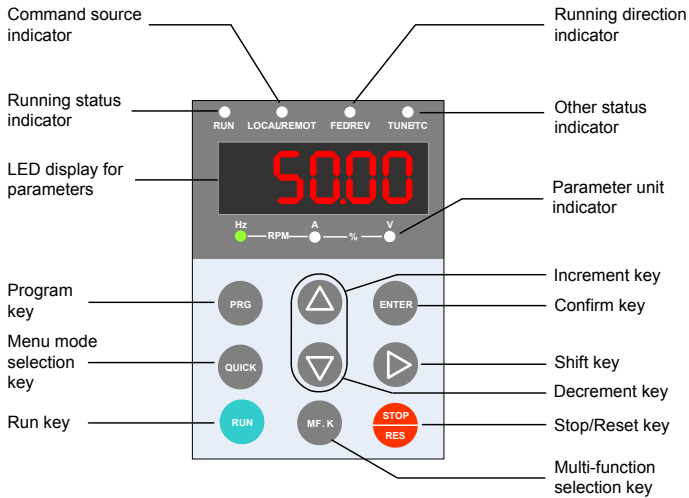 Command source
indicator
Running direction
indicator
Running status
indicator
Other status
indicator
RUN LOCAL/REMOT FED/REV TUNE/TC
LED display for
parameters
50.00
Parameter unit
indicator
Hz A V
RPM %
Increment key
Program
key
PRG
ENTER
Confirm key
Menu mode
selection
key
QUICK
Shift key
Decrement key
Run key
RUN
MF.K
STOP
RES
Stop/Reset key
Multi-function
selection key